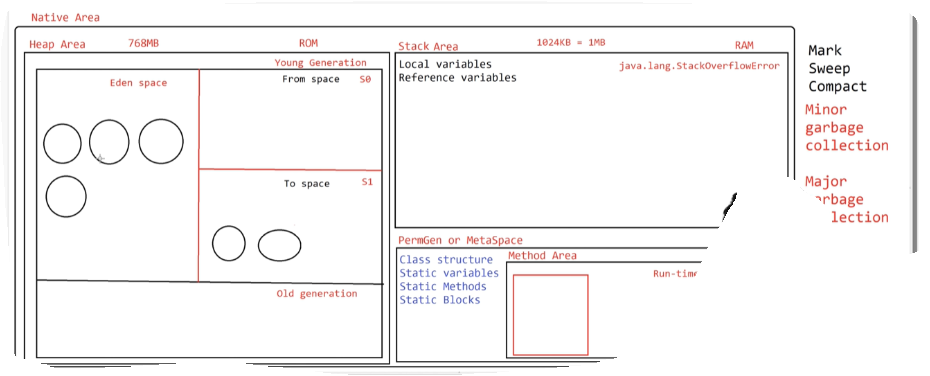 Native Area
Heap Area 768MB ROM
Young Generation
Eden space
From space S0
To space S1
Old generation
Stack Area 1024KB = 1MB RAM
Local variables java.lang.StackOverflowError
Reference variables
PermGen or MetaSpace
Class structure
Static variables
Static Methods
Static Blocks
Method Area
Mark
Sweep
Compact
Minor
garbage
collection
Major